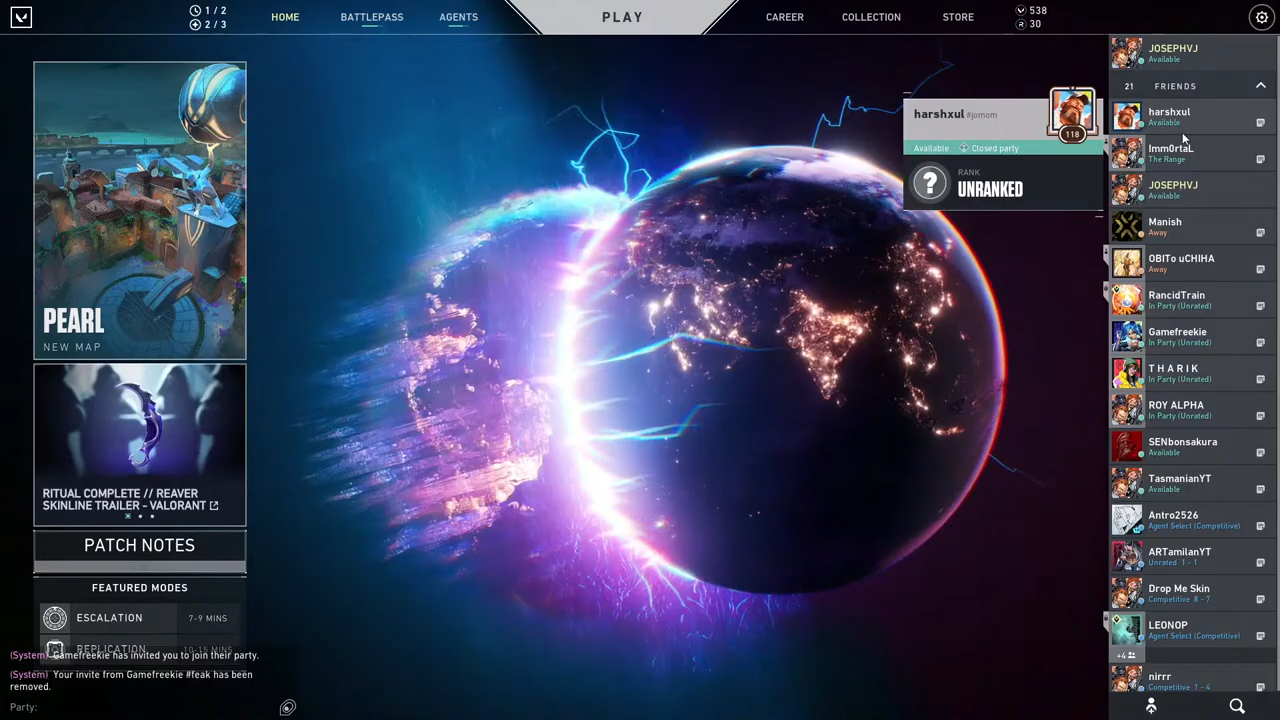 1 / 2
2 / 3
HOME
BATTLEPASS
AGENTS
PLAY
CAREER
COLLECTION
STORE
538
30
PEARL
NEW MAP
RITUAL COMPLETE // REAVER
SKINLINE TRAILER - VALORANT
PATCH NOTES
FEATURED MODES
ESCALATION
7-9 MINS
REPLICATION
10-15 MINS
(System) Gamefreekie has invited you to join their party.
(System) Your invite from Gamefreekie #feak has been
removed.
Party:
harshxul #jomom
118
Available
Closed party
RANK
UNRANKED
JOSEPHVJ
Available
21 FRIENDS
harshxul
Available
Imm0rtaL
The Range
JOSEPHVJ
Available
Manish
Away
OBITo uCHIHA
Away
RancidTrain
In Party (Unrated)
Gamefreekie
In Party (Unrated)
T H A R I K
In Party (Unrated)
ROY ALPHA
In Party (Unrated)
SENbonsakura
Available
TasmanianYT
Available
Antro2526
Agent Select (Competitive)
ARTamilanYT
Unrated 1 - 1
Drop Me Skin
Competitive 8 - 7
LEONOP
Agent Select (Competitive)
+4
nirrr
Competitive 1 - 4